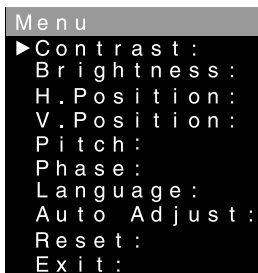 Menu
▶Contrast:
Brightness:
H.Position:
V.Position:
Pitch:
Phase:
Language:
Auto Adjust:
Reset:
Exit: